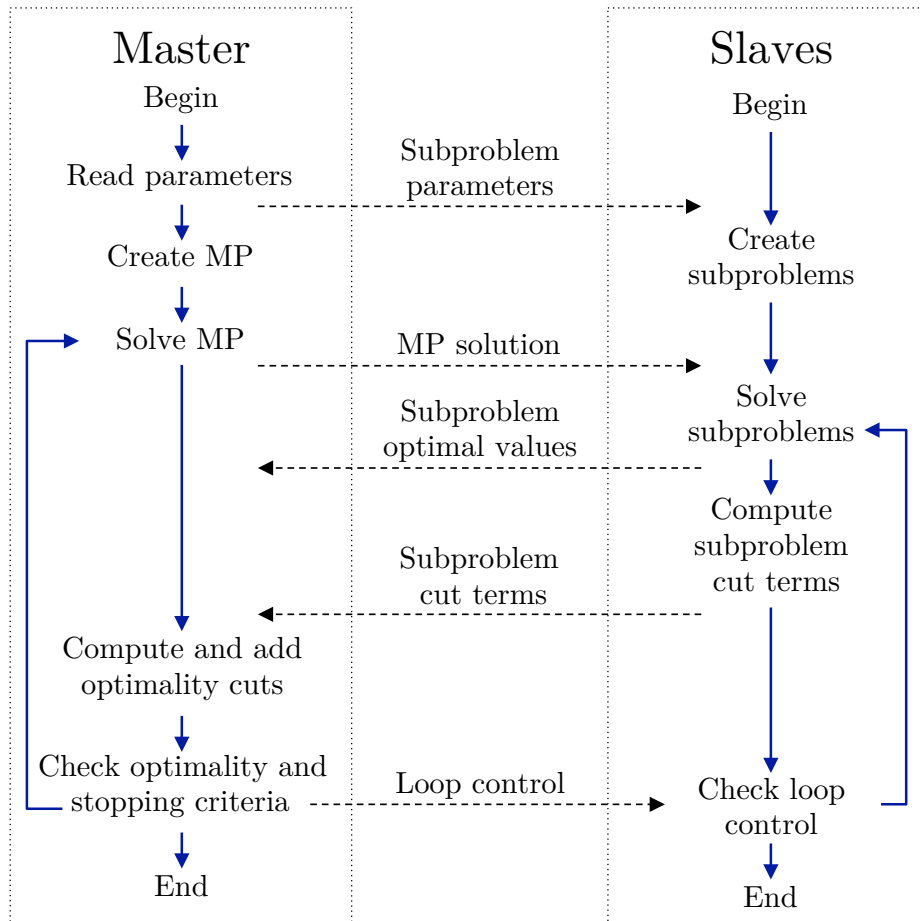 Master
Begin
Read parameters
Create MP
Solve MP
Compute and add
optimality cuts
Check optimality and
stopping criteria
End
Subproblem
parameters
MP solution
Subproblem
optimal values
Subproblem
cut terms
Loop control
Slaves
Begin
Create
subproblems
Solve
subproblems
Compute
subproblem
cut terms
Check loop
control
End